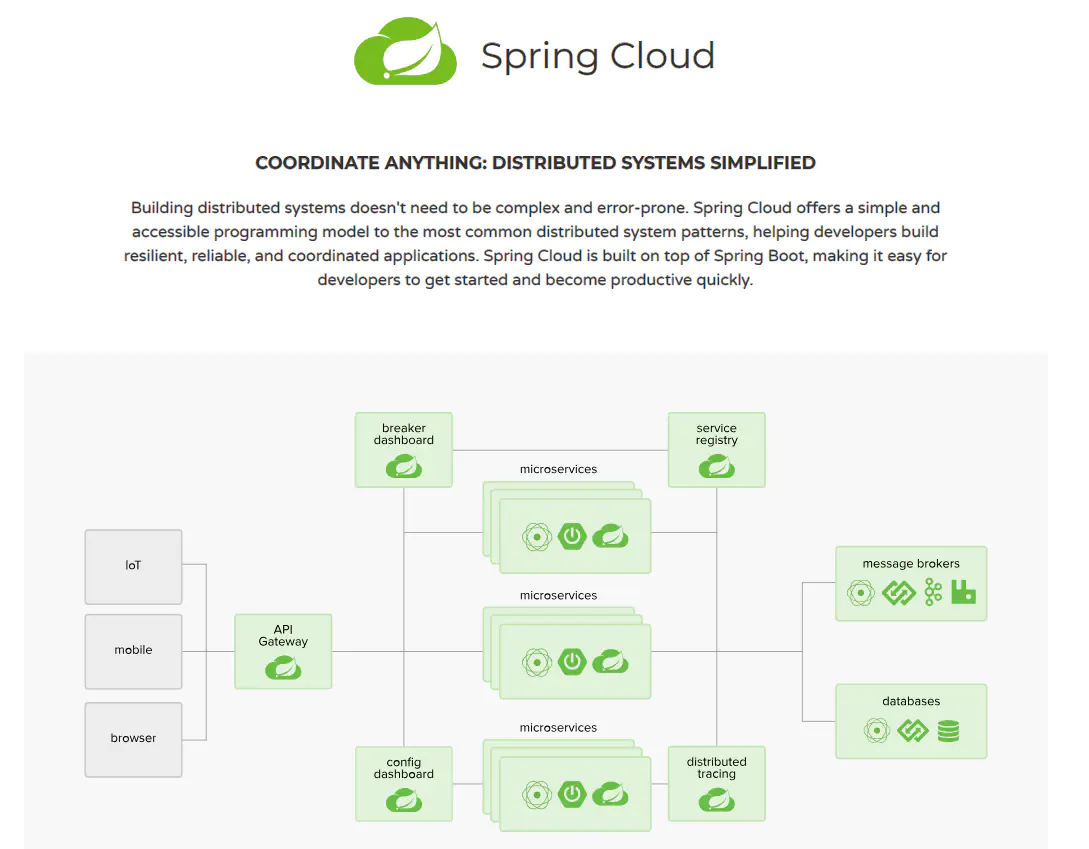 Spring Cloud
COORDINATE ANYTHING: DISTRIBUTED SYSTEMS SIMPLIFIED
Building distributed systems doesn't need to be complex and error-prone. Spring Cloud offers a simple and
accessible programming model to the most common distributed system patterns, helping developers build
resilient, reliable, and coordinated applications. Spring Cloud is built on top of Spring Boot, making it easy for
developers to get started and become productive quickly.
breaker
dashboard
service
registry
microservices
IoT
message brokers
microservices
API
Gateway
mobile
databases
microservices
browser
config
dashboard
distributed
tracing